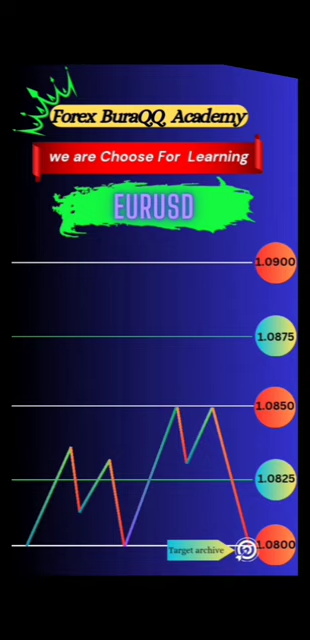 Forex BuraQQ Academy
we are Choose For Learning
EURUSD
1.0900
1.0875
1.0850
1.0825
Target archive
1.0800